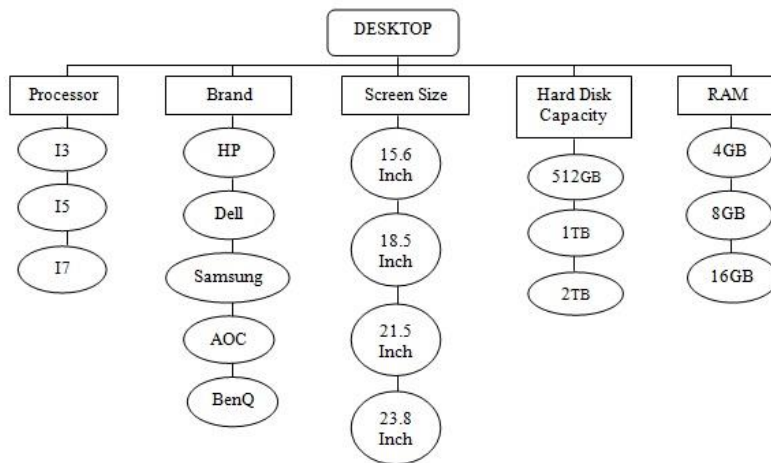 DESKTOP
Processor
I3
I5
I7
Brand
HP
Dell
Samsung
AOC
BenQ
Screen Size
15.6
Inch
18.5
Inch
21.5
Inch
23.8
Inch
Hard Disk
Capacity
512GB
1TB
2TB
RAM
4GB
8GB
16GB